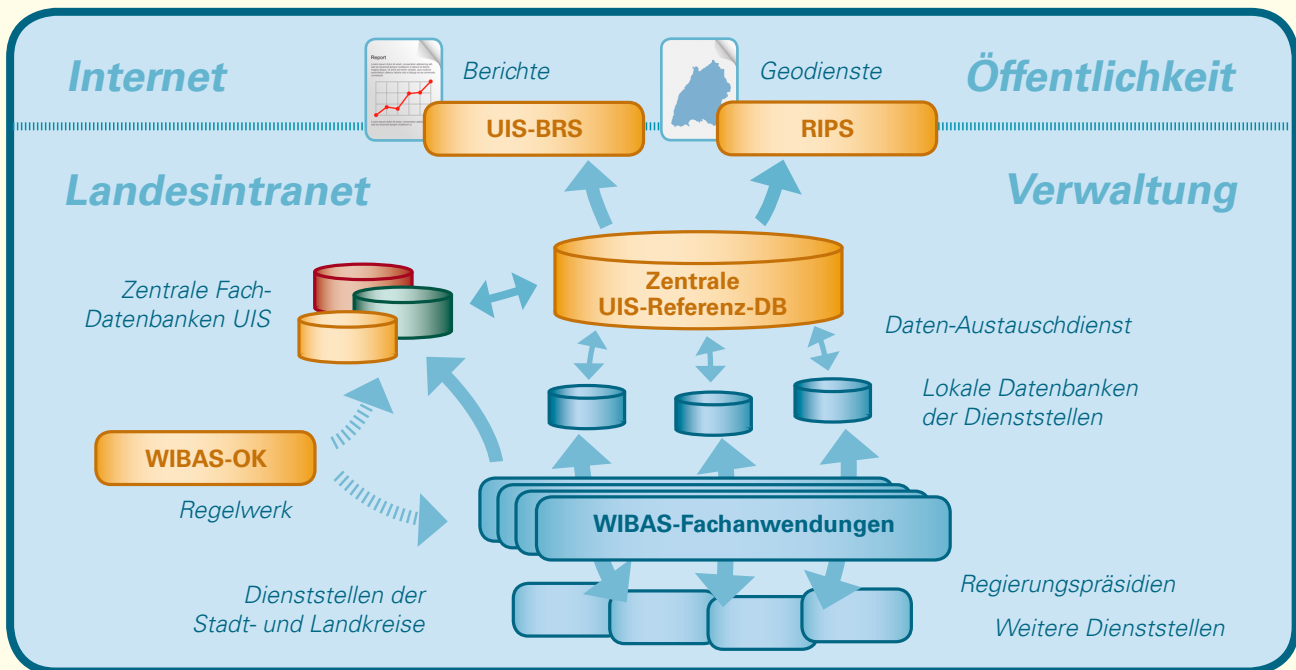 Internet
Report
Berichte
Geodienste
Öffentlichkeit
UIS-BRS
RIPS
Landesintranet
Verwaltung
Zentrale Fach-
Datenbanken UIS
Zentrale
UIS-Referenz-DB
Daten-Austauschdienst
Lokale Datenbanken
der Dienststellen
WIBAS-OK
Regelwerk
WIBAS-Fachanwendungen
Dienststellen der
Stadt- und Landkreise
Regierungspräsidien
Weitere Dienststellen